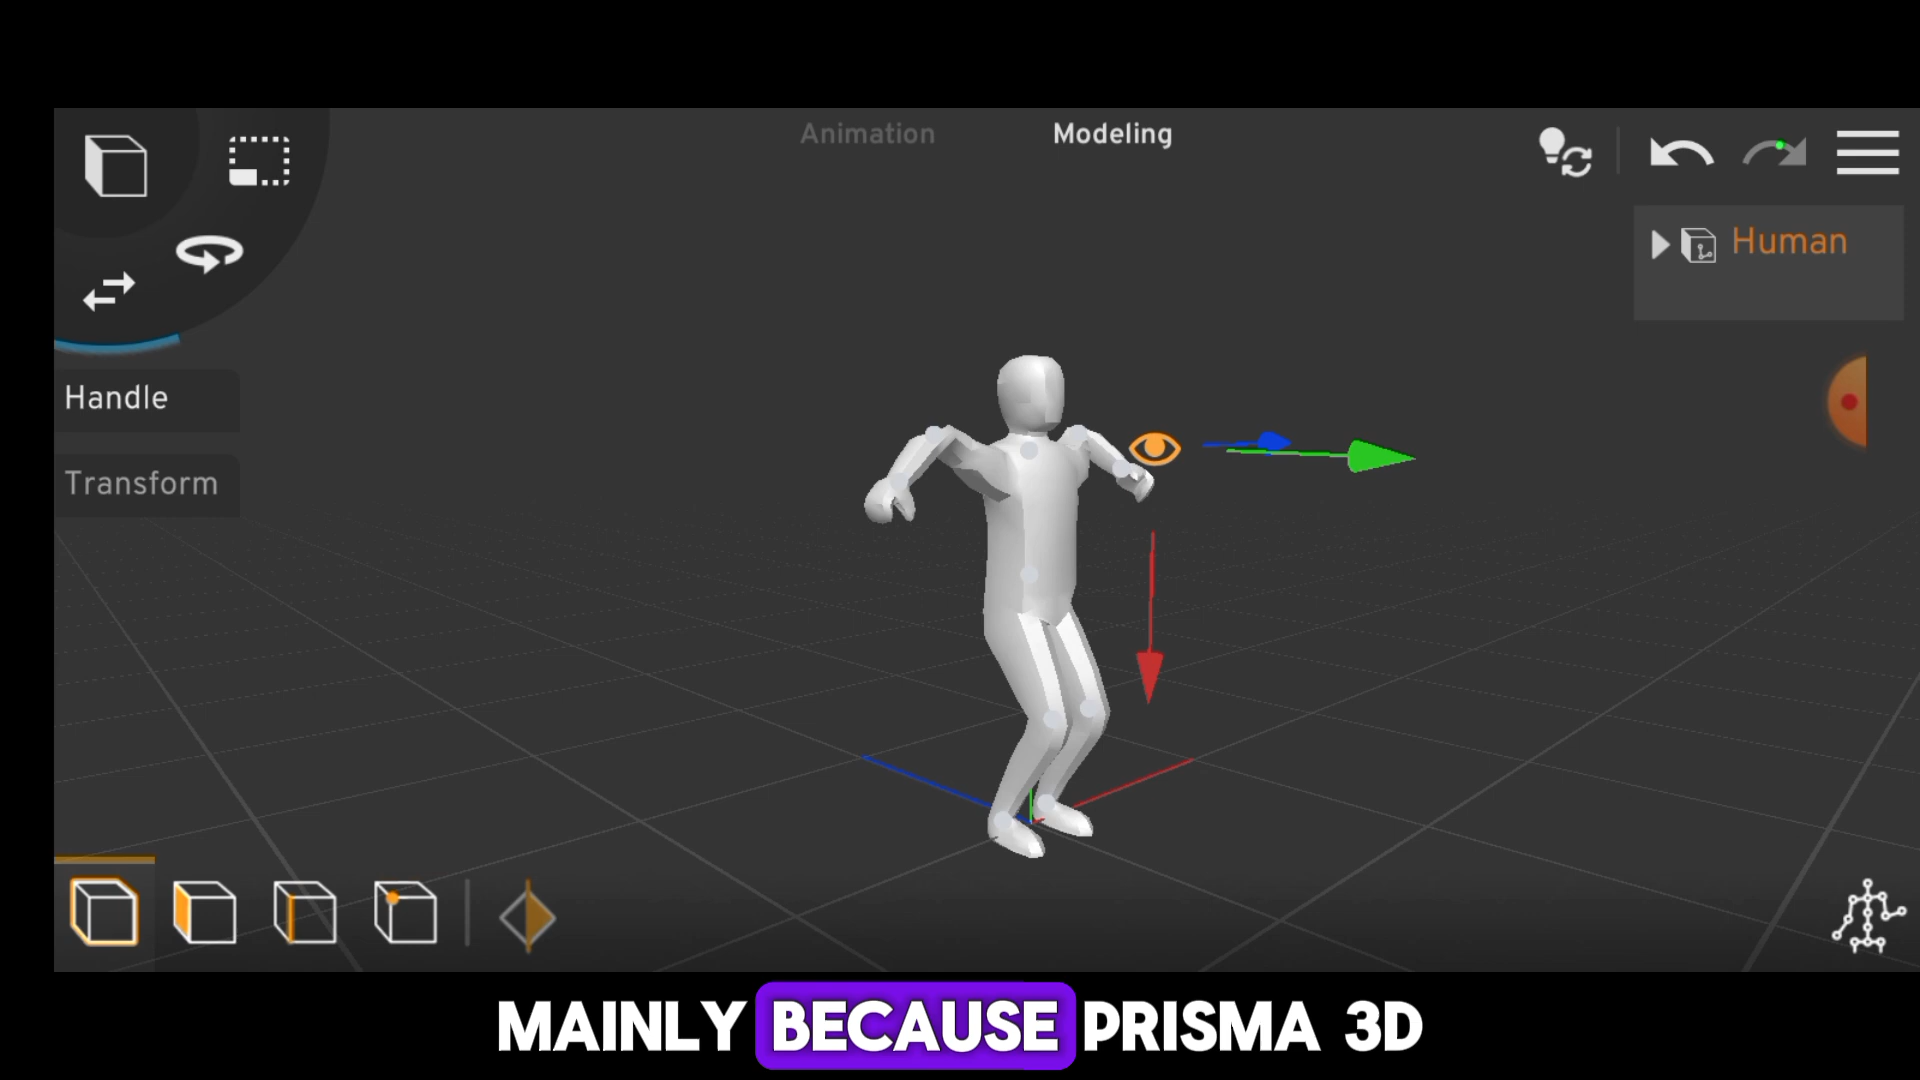 Animation
Modeling
Human
Handle
Transform
MAINLY BECAUSE PRISMA 3D